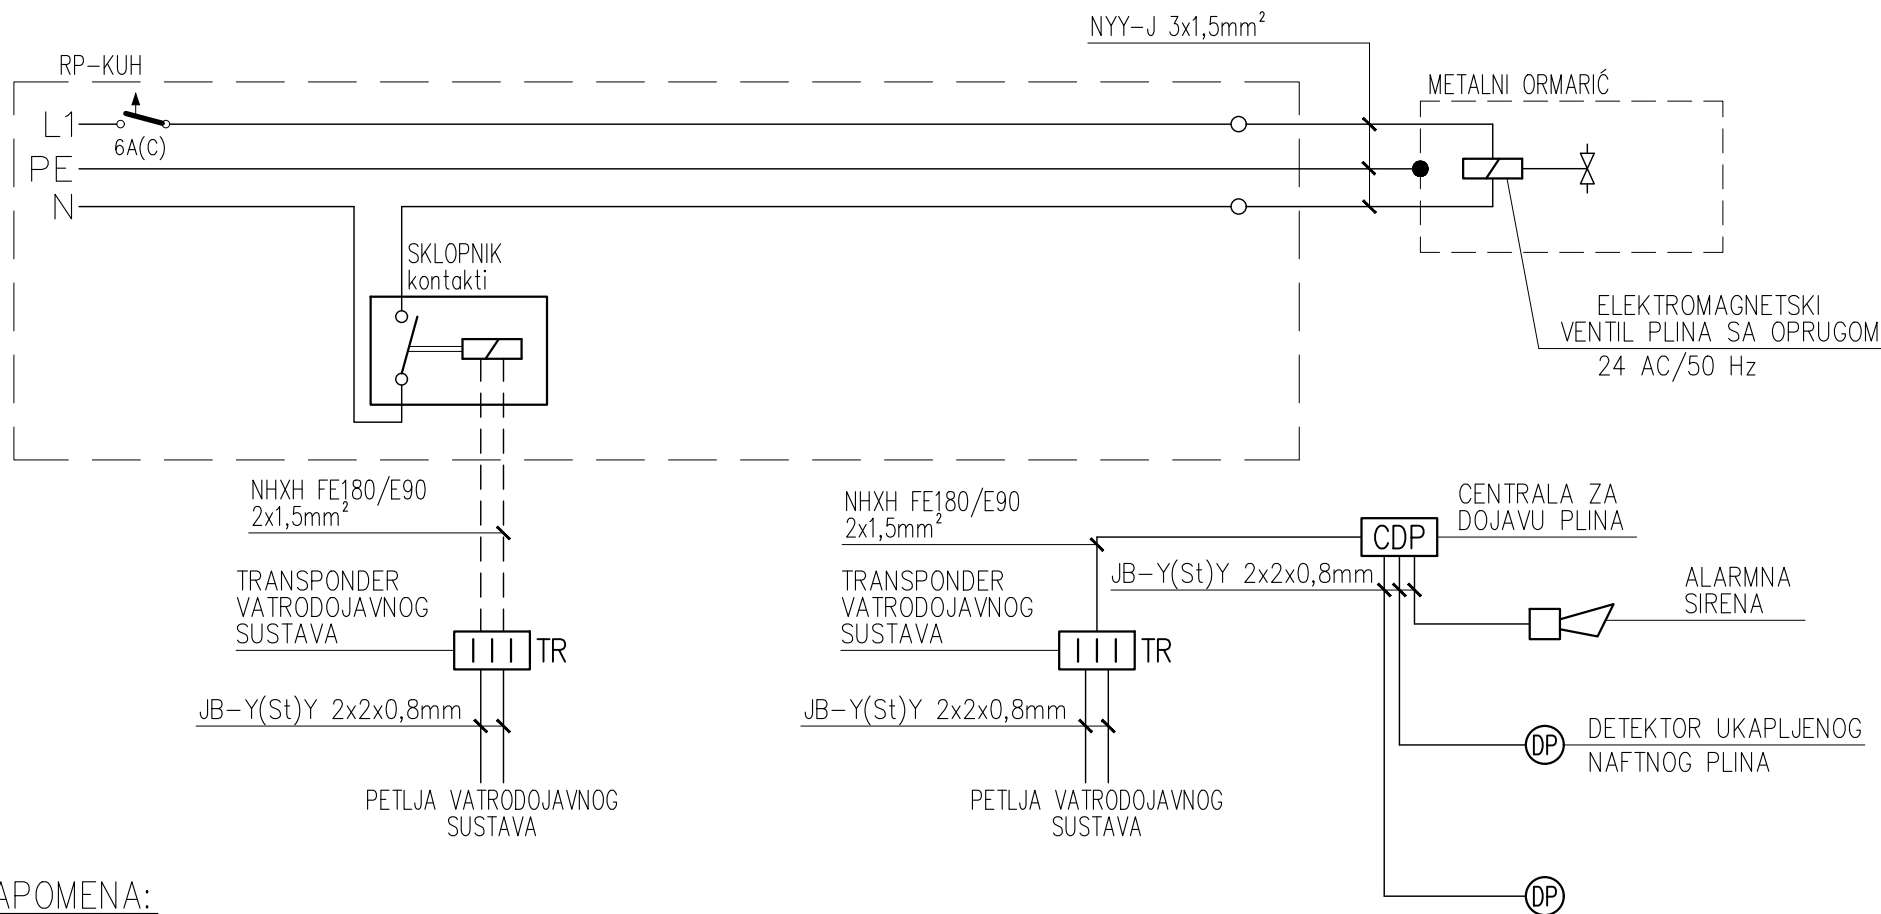 NYY-J 3x1,5mm²
RP-KUH
METALNI ORMARIĆ
L1
6A(C)
PE
N
SKLOPNIK
kontakti
ELEKTROMAGNETSKI
VENTIL PLINA SA OPRUGOM
24 AC/50 Hz
NHXH FE180/E90
2x1,5mm²
TRANSPONDER
VATRODOJAVNOG
SUSTAVA
TR
JB-Y(St)Y 2x2x0,8mm
PETLJA VATRODOJAVNOG
SUSTAVA
NHXH FE180/E90
2x1,5mm²
TRANSPONDER
VATRODOJAVNOG
SUSTAVA
TR
JB-Y(St)Y 2x2x0,8mm
PETLJA VATRODOJAVNOG
SUSTAVA
CENTRALA ZA
DOJAVU PLINA
CDP
JB-Y(St)Y 2x2x0,8mm
ALARMNA
SIRENA
DP
DETEKTOR UKAPLJENOG
NAFTNOG PLINA
DP
APOMENA: